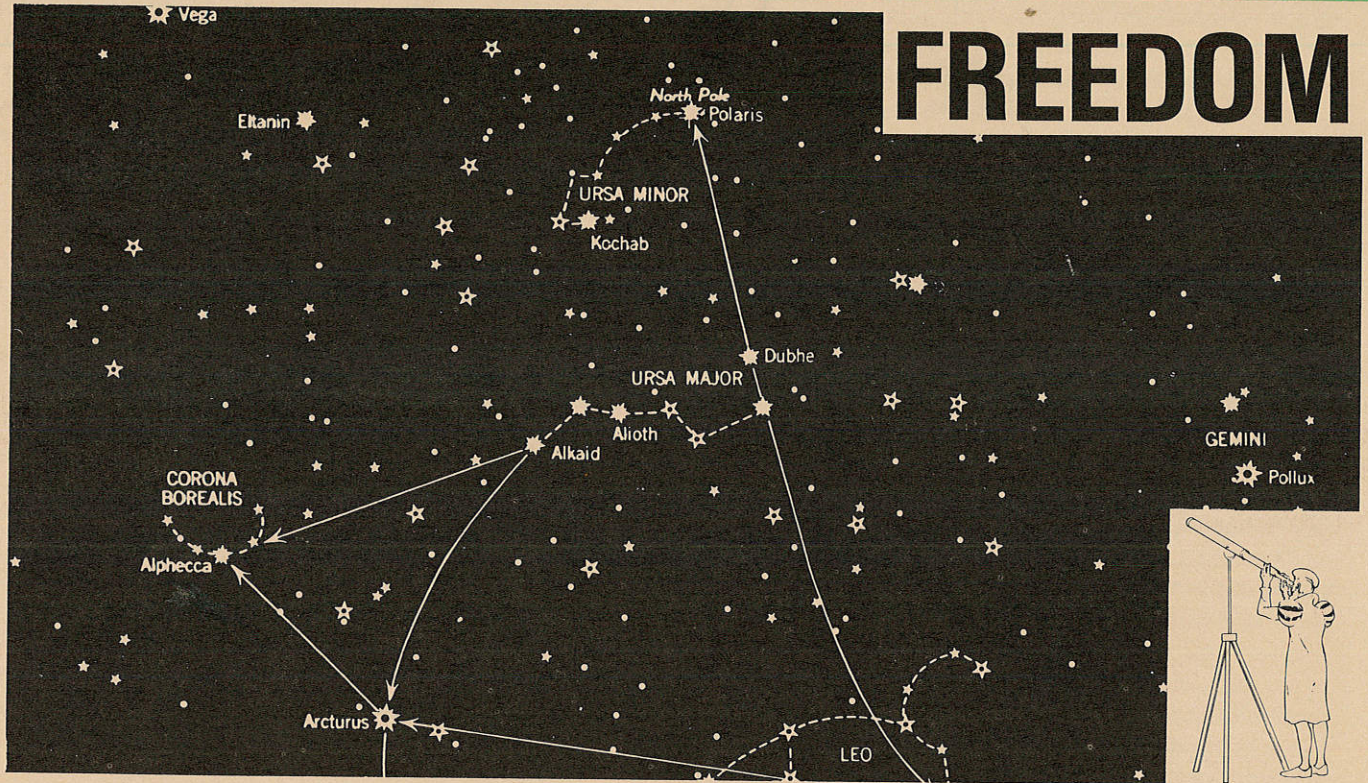 Vega
FREEDOM
North Pole
Polaris
Eltanin
URSA MINOR
Kochab
Dubhe
URSA MAJOR
Alioth
Alkaid
GEMINI
Pollux
CORONA
BOREALIS
Alphecca
Arcturus
LEO